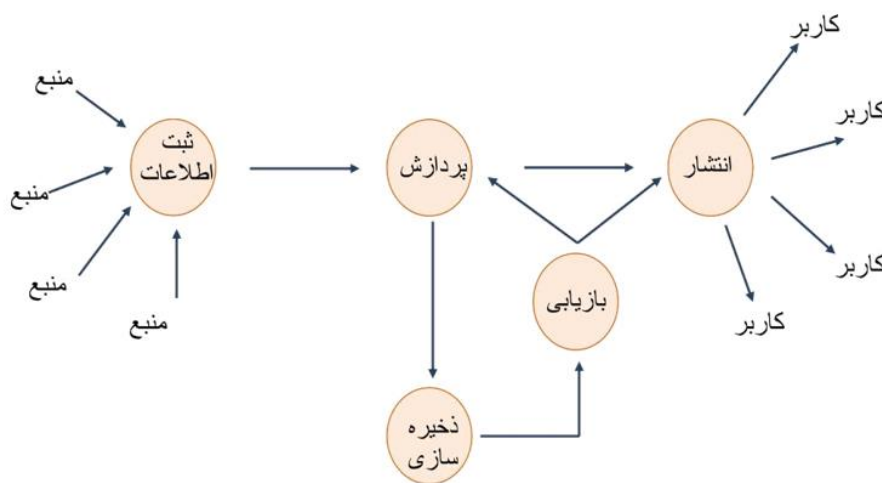 منبع
منبع
منبع
منبع
ثبت
اطلاعات
پردازش
ذخیره
سازی
بازیابی
انتشار
کاربر
کاربر
کاربر
کاربر